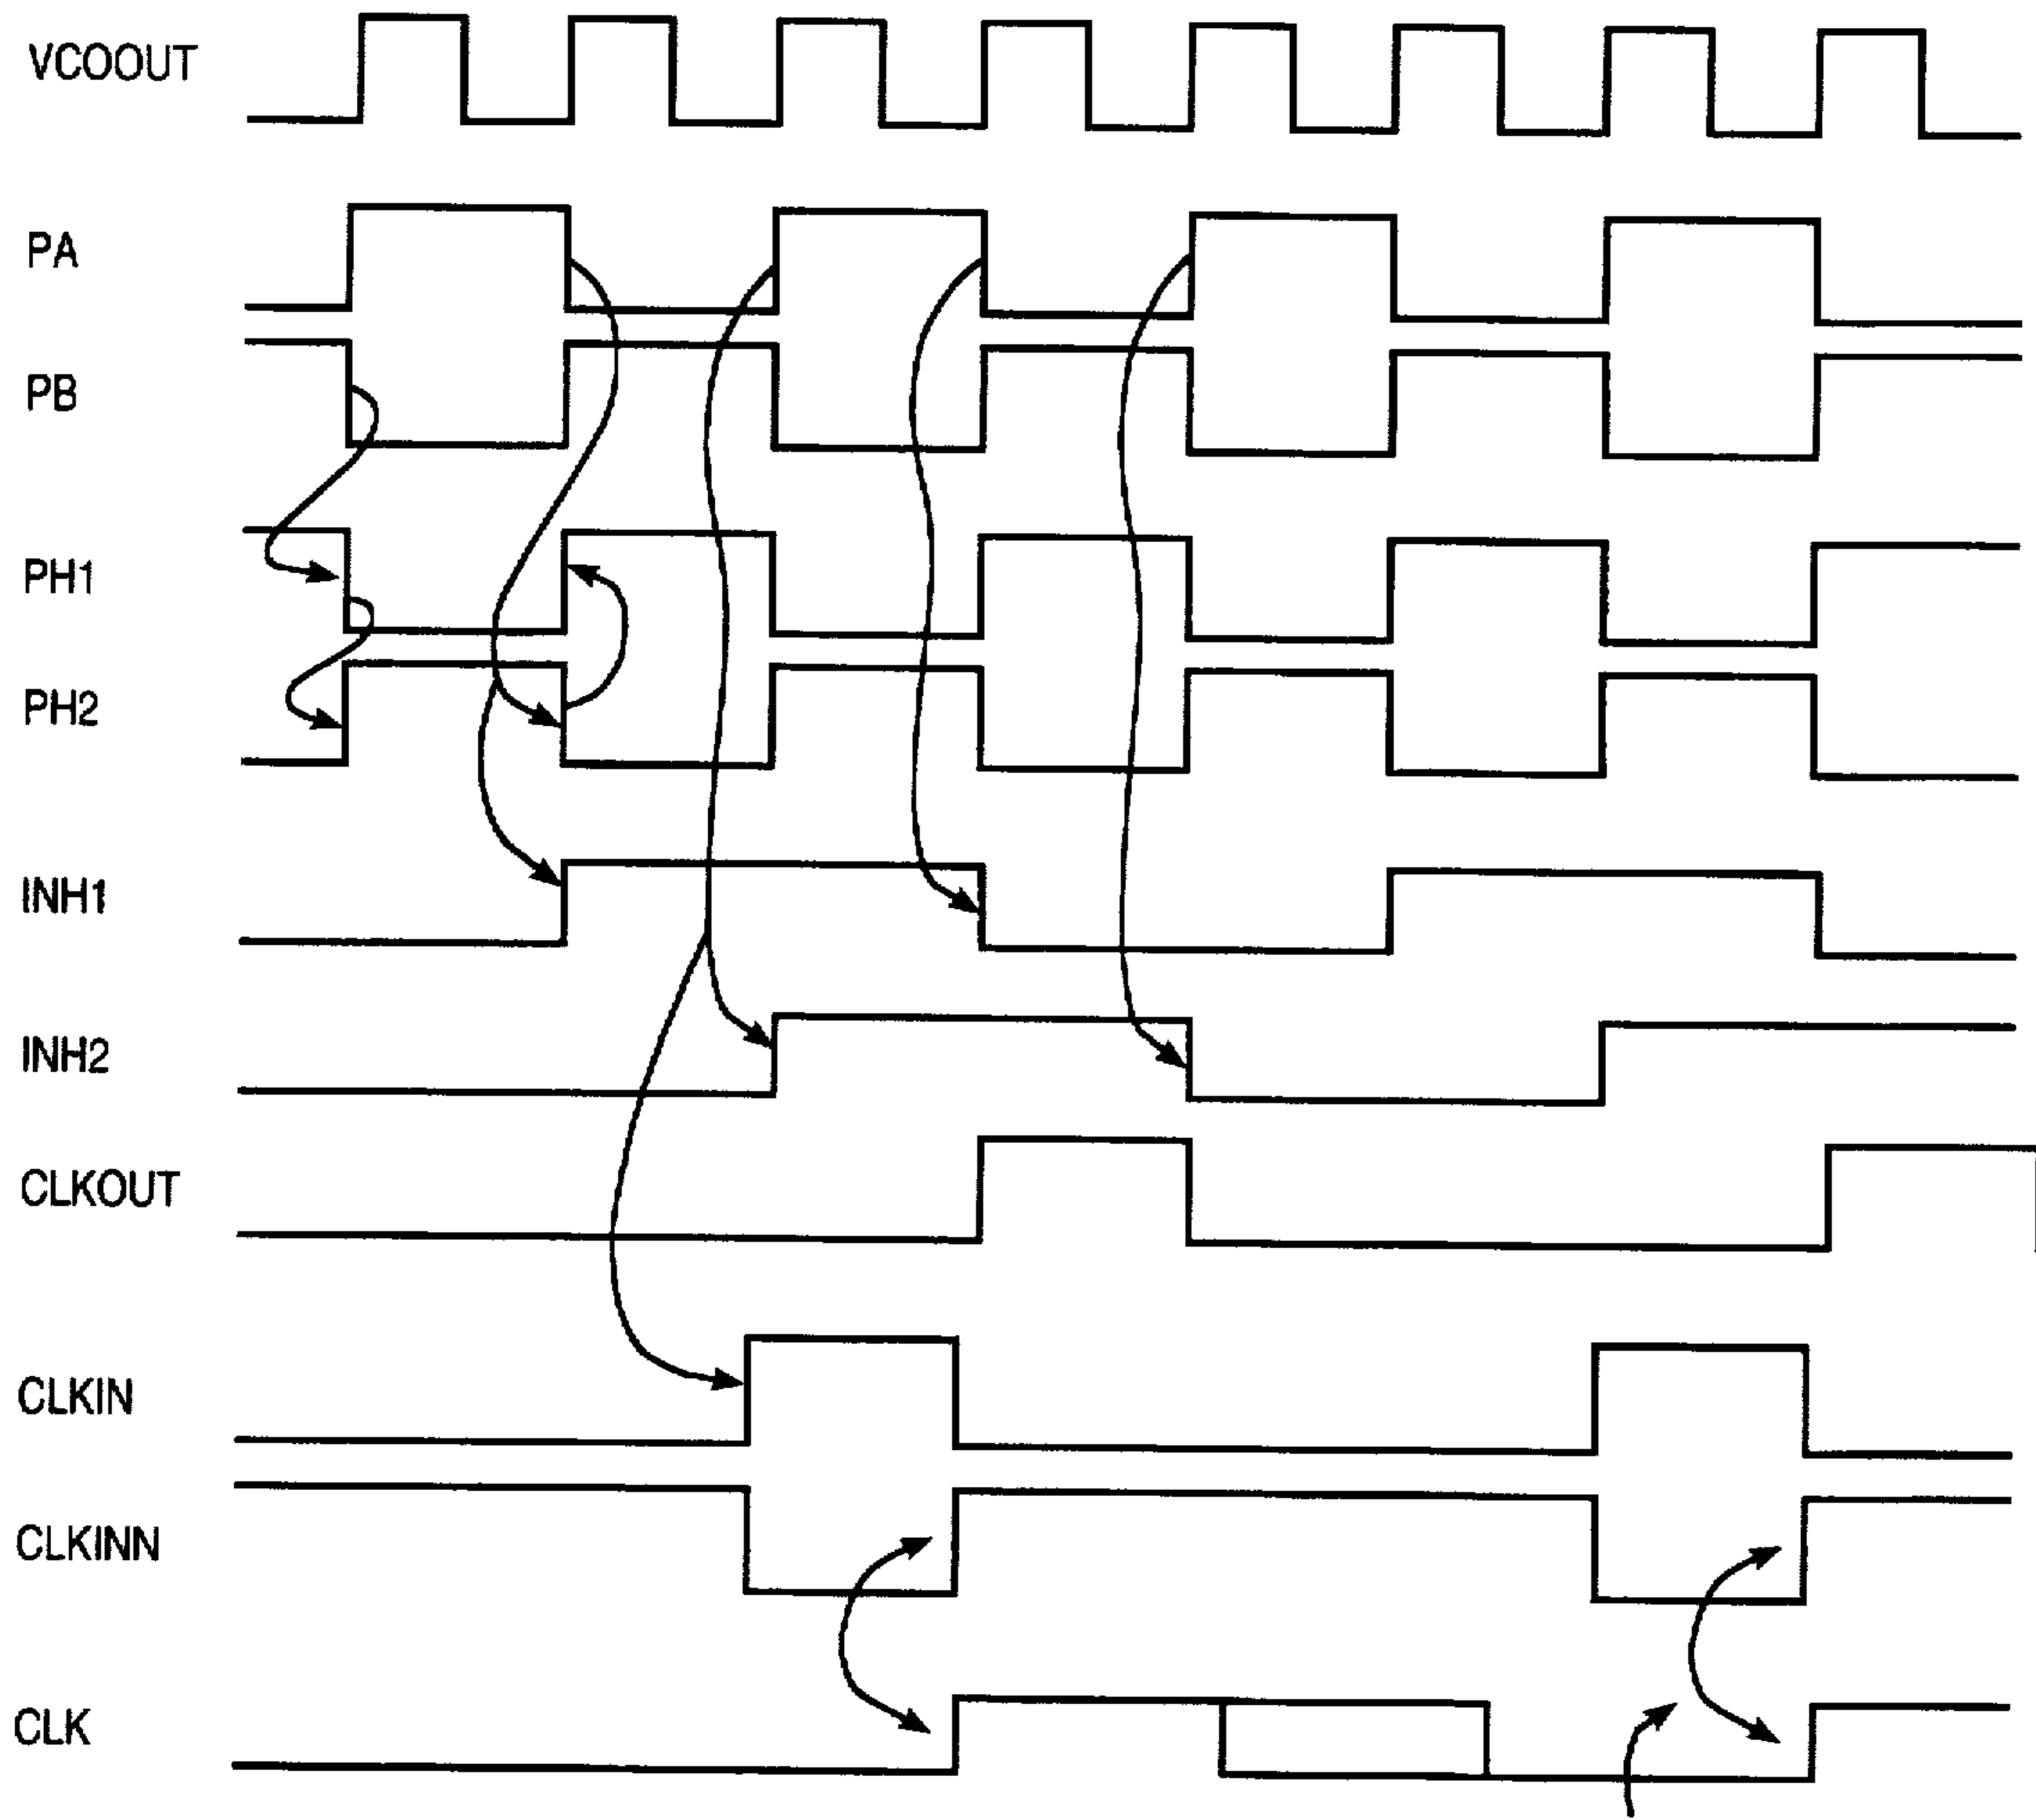 VCOOUT
PA
PB
PH1
PH2
INH1
INH2
CLKOUT
CLKIN
CLKINN
CLK